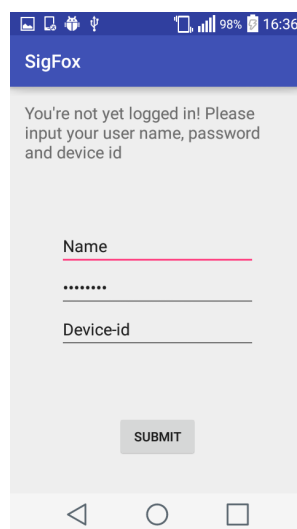 98% 16:36
SigFox
You're not yet logged in! Please
input your user name, password
and device id
Name
••••••••
Device-id
SUBMIT